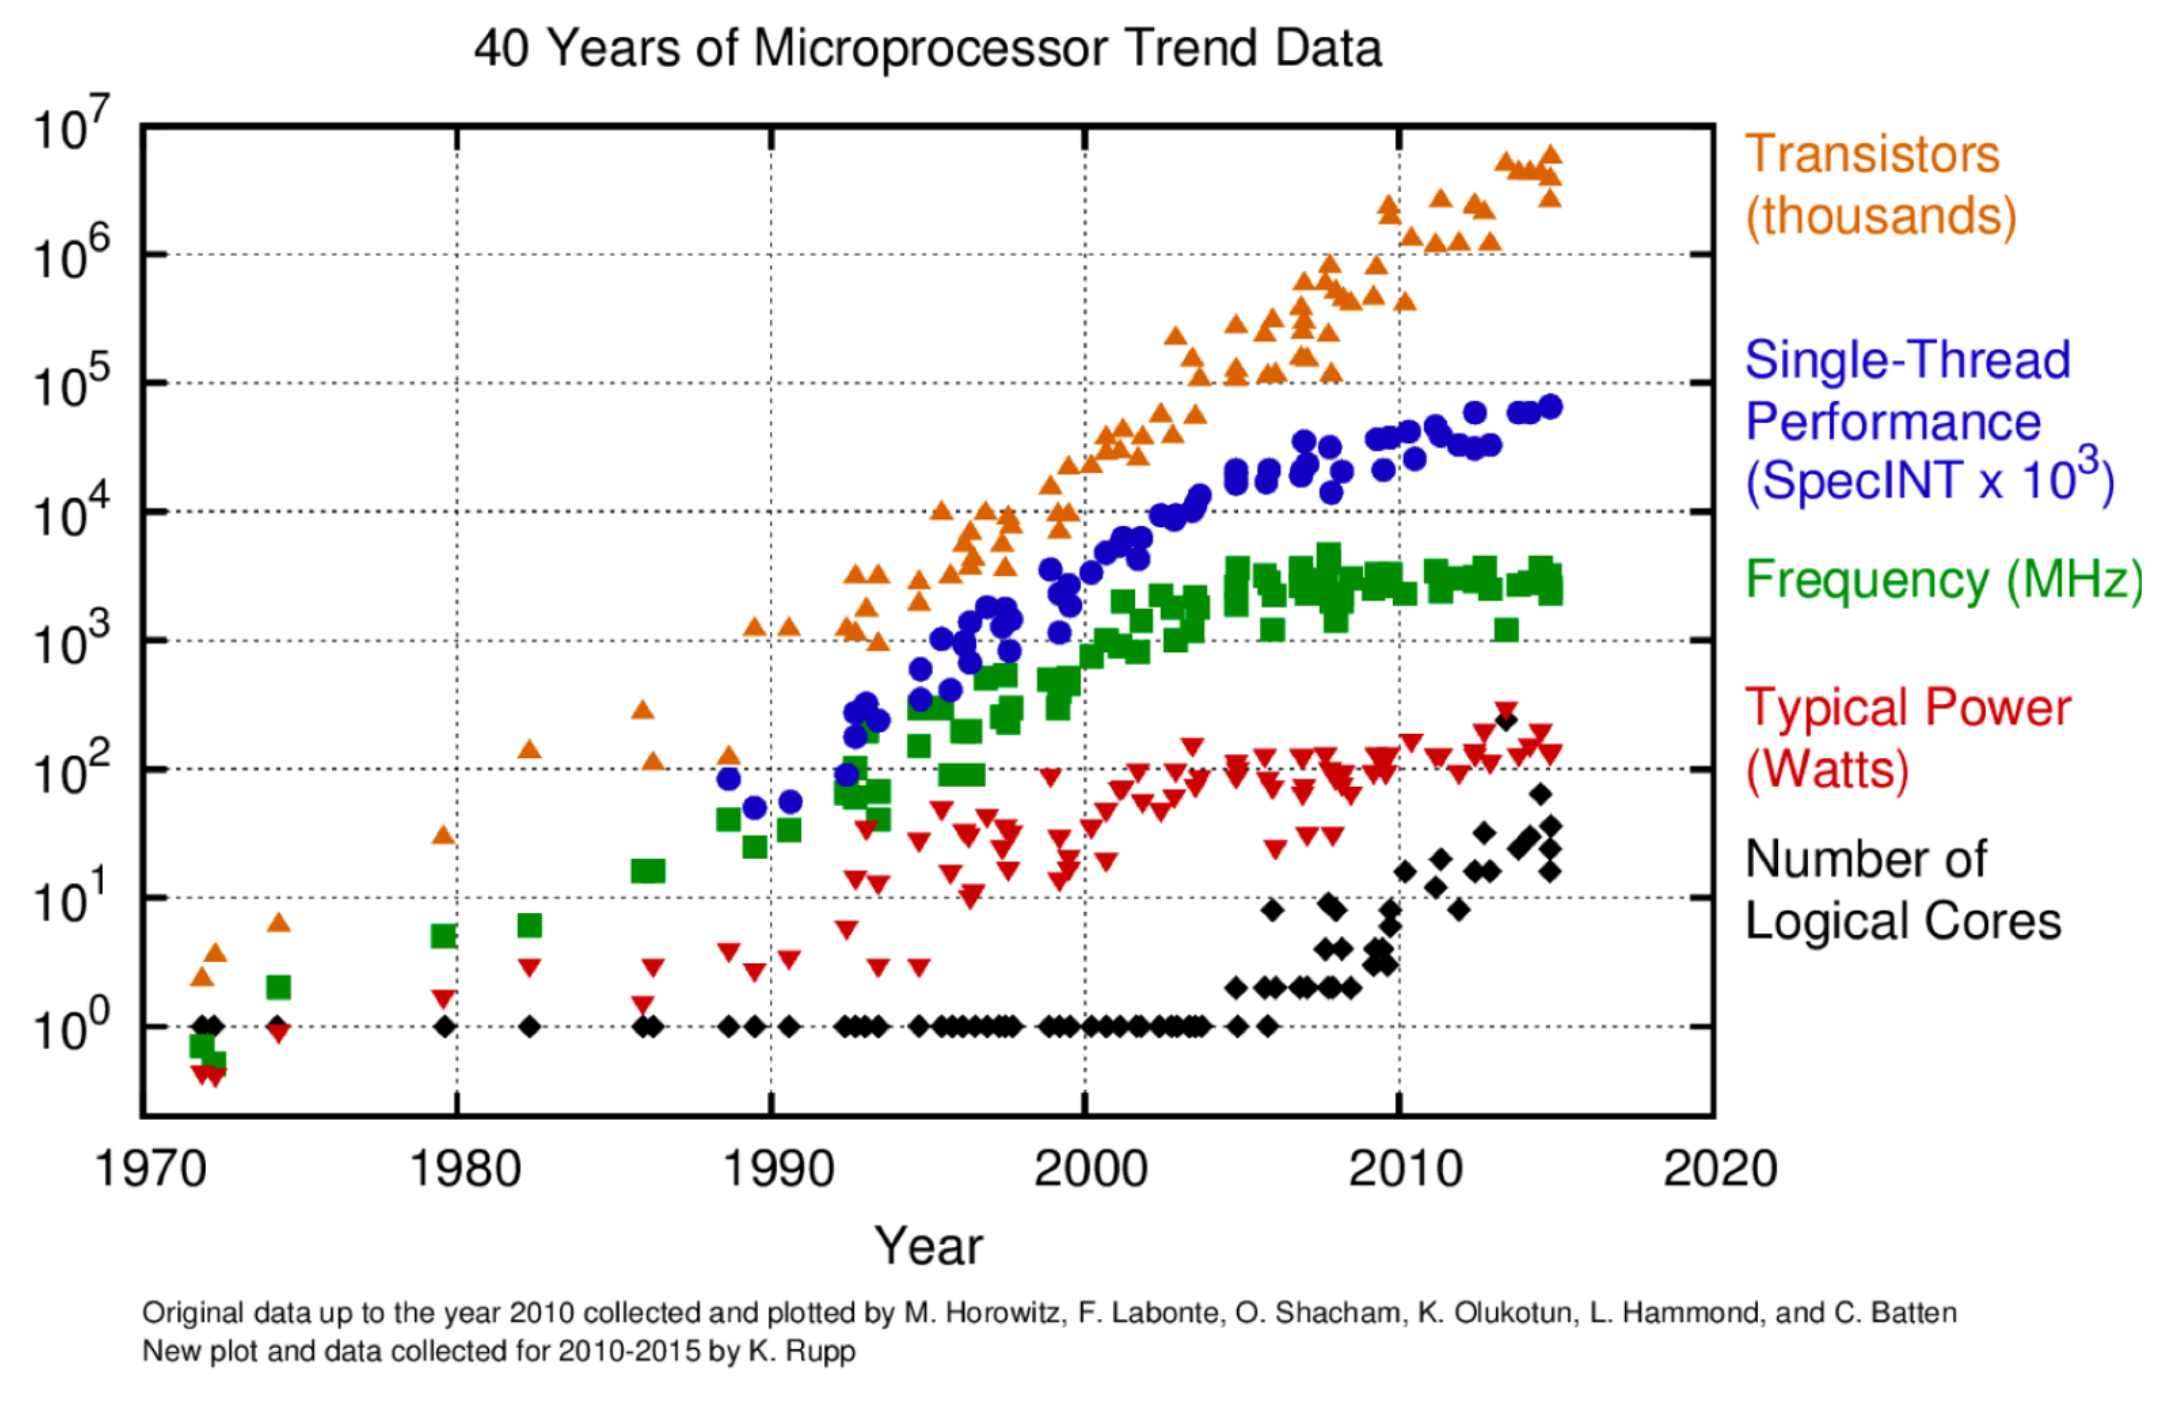 40 Years of Microprocessor Trend Data
10^7
10^6
10^5
10^4
10^3
10^2
10^1
10^0
Transistors
(thousands)
Single-Thread
Performance
(SpecINT x 10^3)
Frequency (MHz)
Typical Power
(Watts)
Number of
Logical Cores
1970 1980 1990 2000 2010 2020
Year
Original data up to the year 2010 collected and plotted by M. Horowitz, F. Labonte, O. Shacham, K. Olukotun, L. Hammond, and C. Batten
New plot and data collected for 2010-2015 by K. Rupp